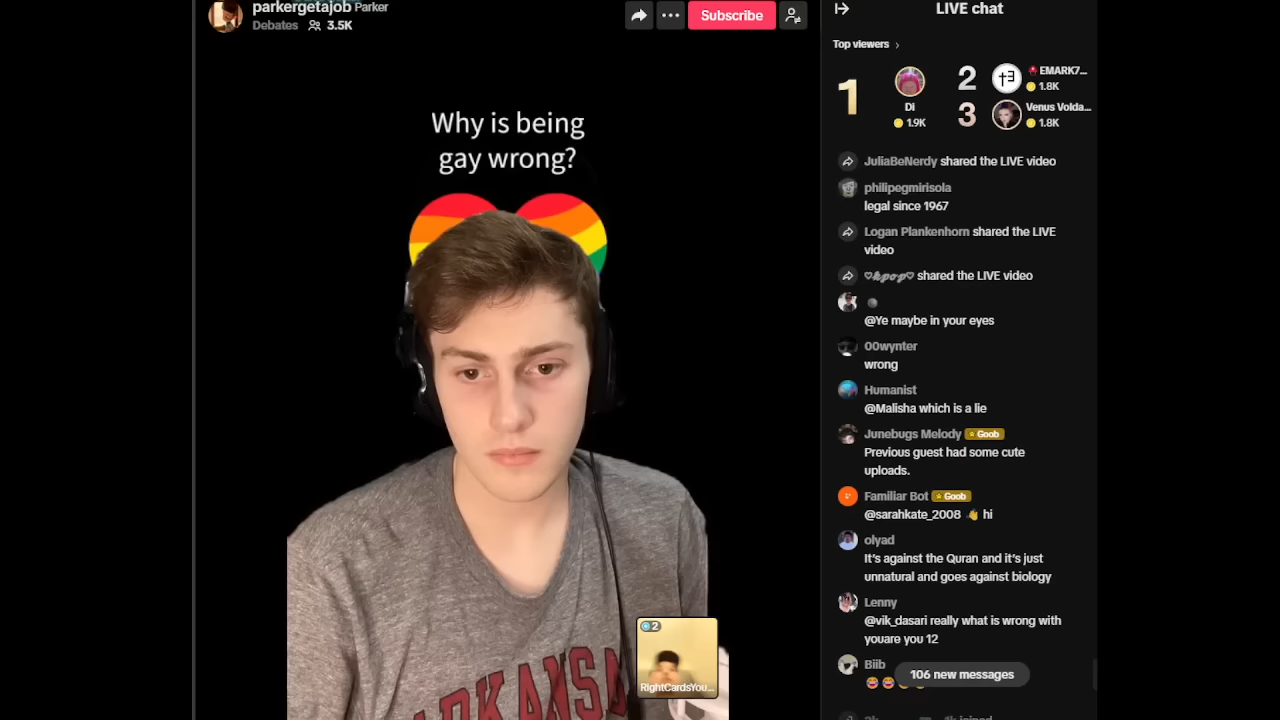 parkergetajob Parker
Debates 3.5K
Subscribe
Why is being
gay wrong?
ARKANSA
2
RightCardsYou...
LIVE chat
Top viewers
1
Di
1.9K
2
EMARK7...
1.8K
3
Venus Volda...
1.8K
JuliaBeNerdy shared the LIVE video
philipegmirisola
legal since 1967
Logan Plankenhorn shared the LIVE
video
♡𝓴𝓹𝓸𝓹♡ shared the LIVE video
@Ye maybe in your eyes
00wynter
wrong
Humanist
@Malisha which is a lie
Junebugs Melody Goob
Previous guest had some cute
uploads.
Familiar Bot Goob
@sarahkate_2008 👋 hi
olyad
It's against the Quran and it's just
unnatural and goes against biology
Lenny
@vik_dasari really what is wrong with
youare you 12
Biib
106 new messages